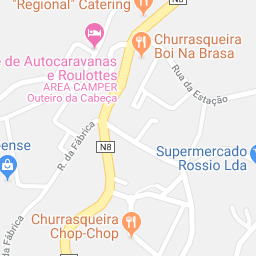 "Regional" Catering
N8
Churrasqueira
Boi Na Brasa
e de Autocaravanas
e Roulottes
AREA CAMPER
Outeiro da Cabeça
Rua da Estação
R. da Fábrica
N8
ense
Supermercado
Rossio Lda
Churrasqueira
Chop-Chop
da Fábrica